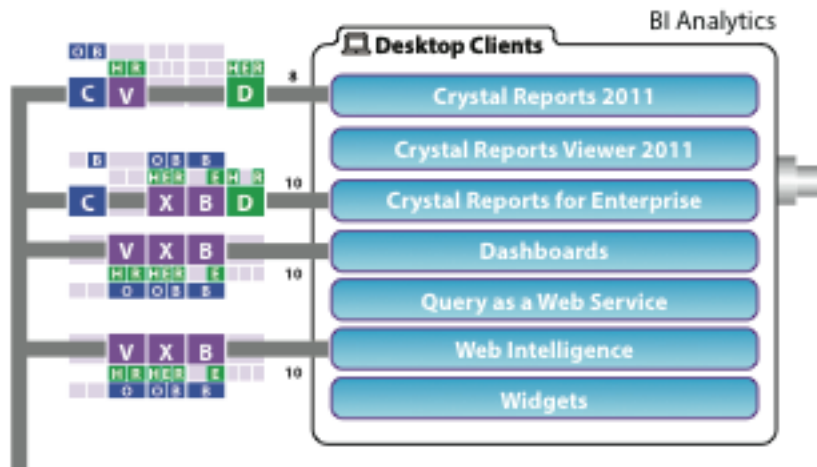 BI Analytics
Desktop Clients
O B
H R H E R
C V D 8 Crystal Reports 2011
Crystal Reports Viewer 2011
B O B B
H E R E H R
C X B D 10 Crystal Reports for Enterprise
V X B Dashboards
H R H E R E 10
O O B B
Query as a Web Service
V X B Web Intelligence
H R H E R E 10
O O B B
Widgets